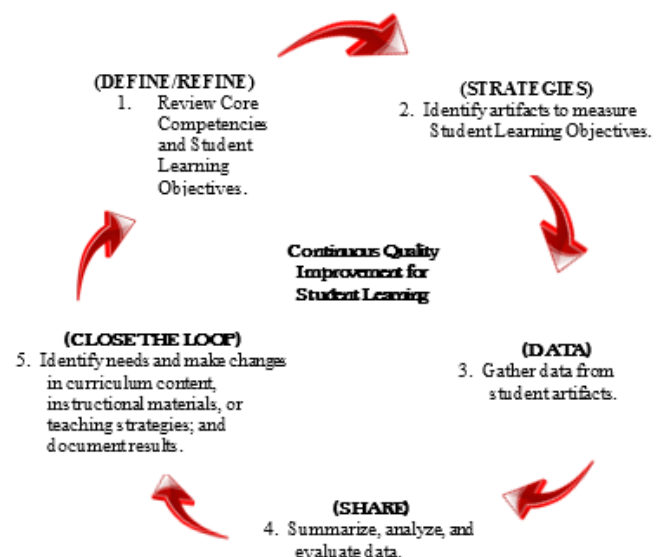 (DEFINE/REFINE)
1. Review Core
Competencies
and Student
Learning
Objectives.
(STRATEGIES)
2. Identify artifacts to measure
Student Learning Objectives.
Continuous Quality
Improvement for
Student Learning
(DATA)
3. Gather data from
student artifacts.
(SHARE)
4. Summarize, analyze, and
evaluate data.
(CLOSE THE LOOP)
5. Identify needs and make changes
in curriculum content,
instructional materials, or
teaching strategies; and
document results.